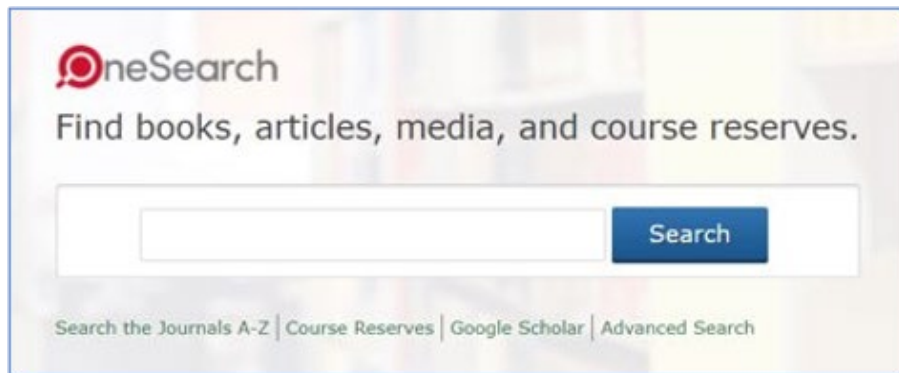 OneSearch
Find books, articles, media, and course reserves.
Search
Search the Journals A-Z | Course Reserves | Google Scholar | Advanced Search